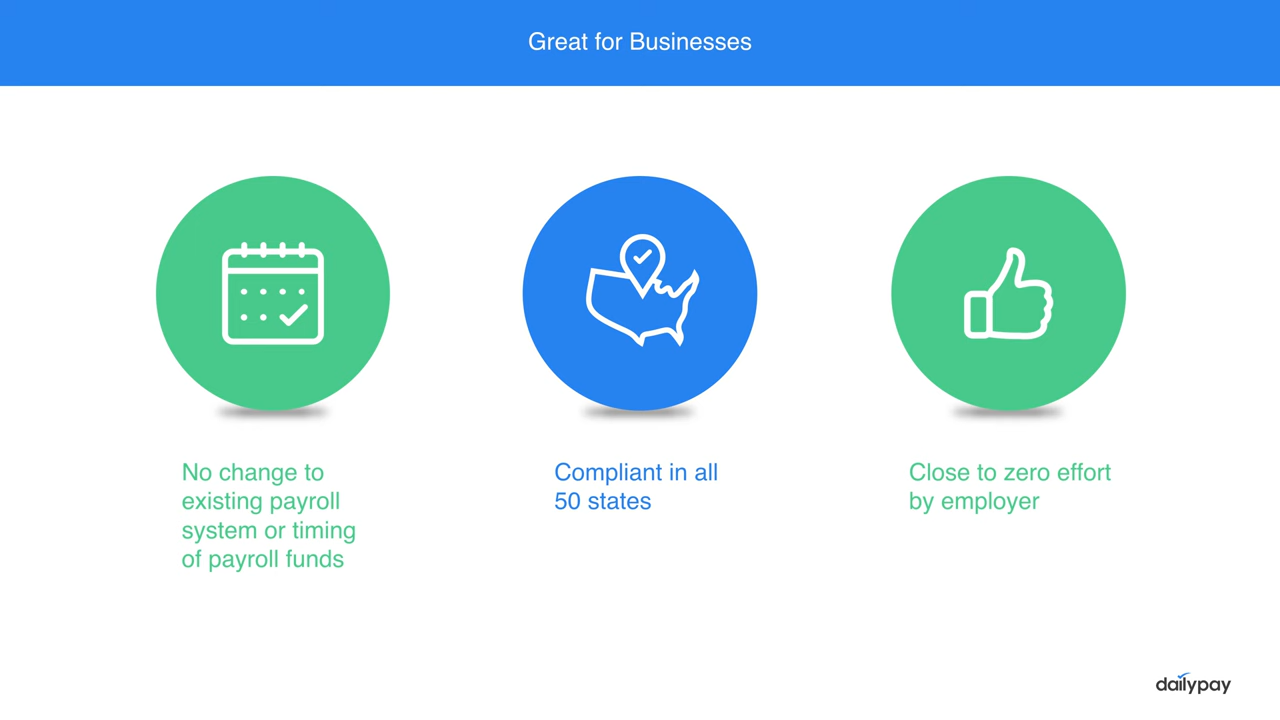 Great for Businesses
No change to
existing payroll
system or timing
of payroll funds
Compliant in all
50 states
Close to zero effort
by employer
dailypay